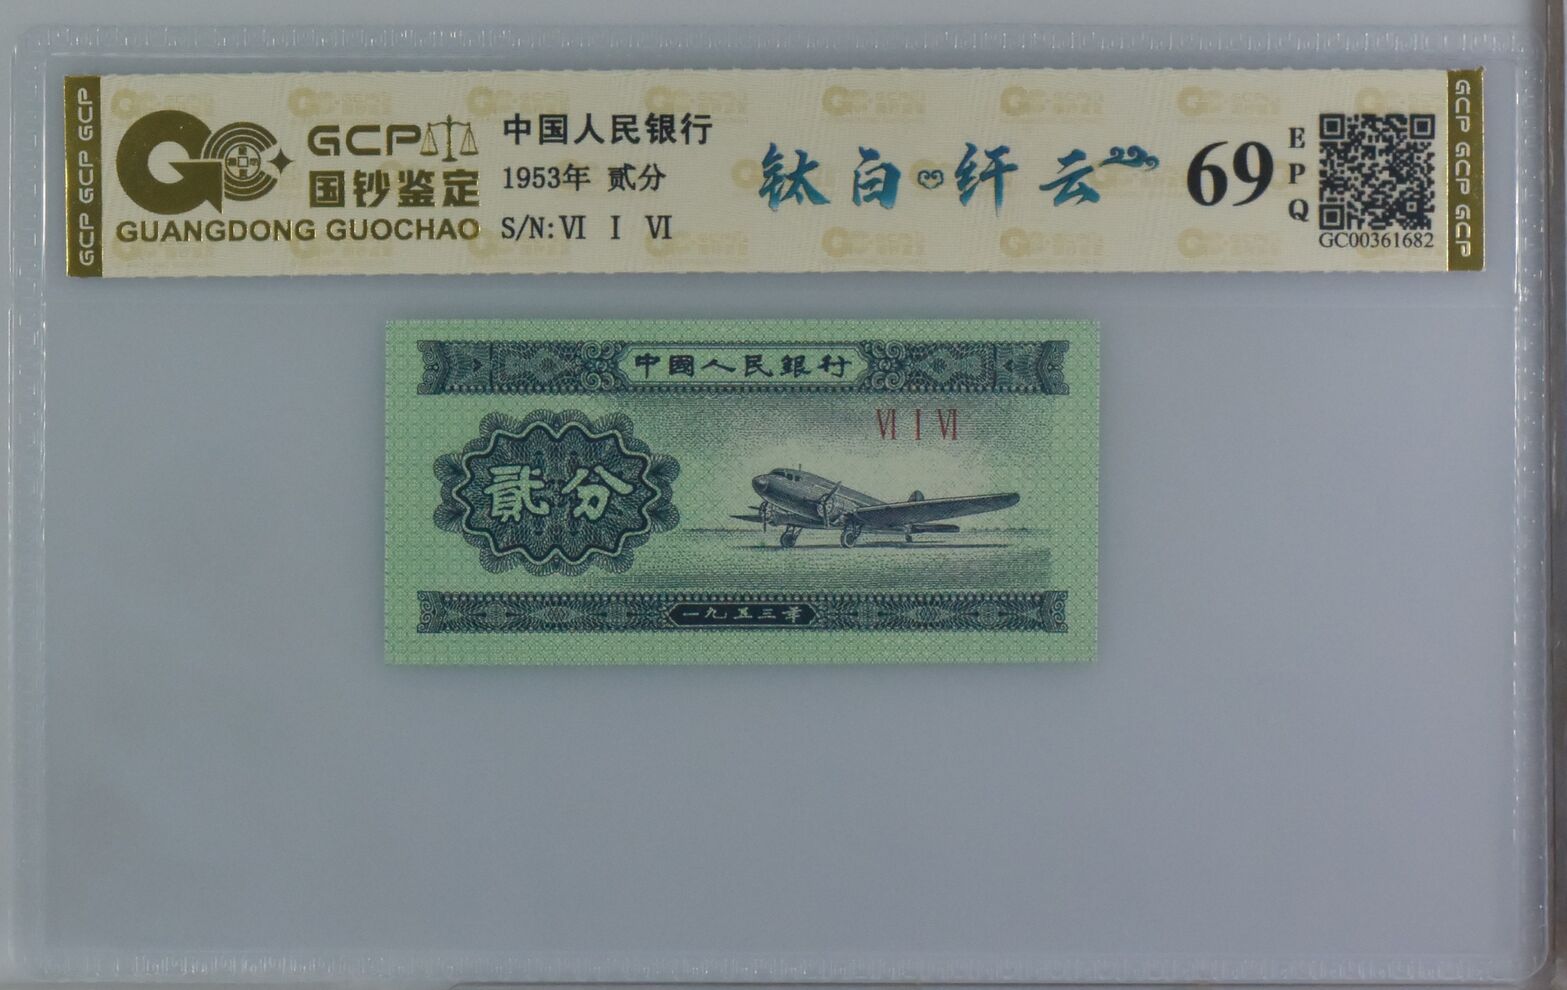 GCP GCP GCP
GCP
国钞鉴定
GUANGDONG GUOCHAO
中国人民银行
1953年 贰分
S/N:Ⅵ Ⅰ Ⅵ
钛白 纤云
69
EPQ
GC00361682
GCP GCP GCP
中國人民銀行
Ⅵ Ⅰ Ⅵ
貳分
一九五三年